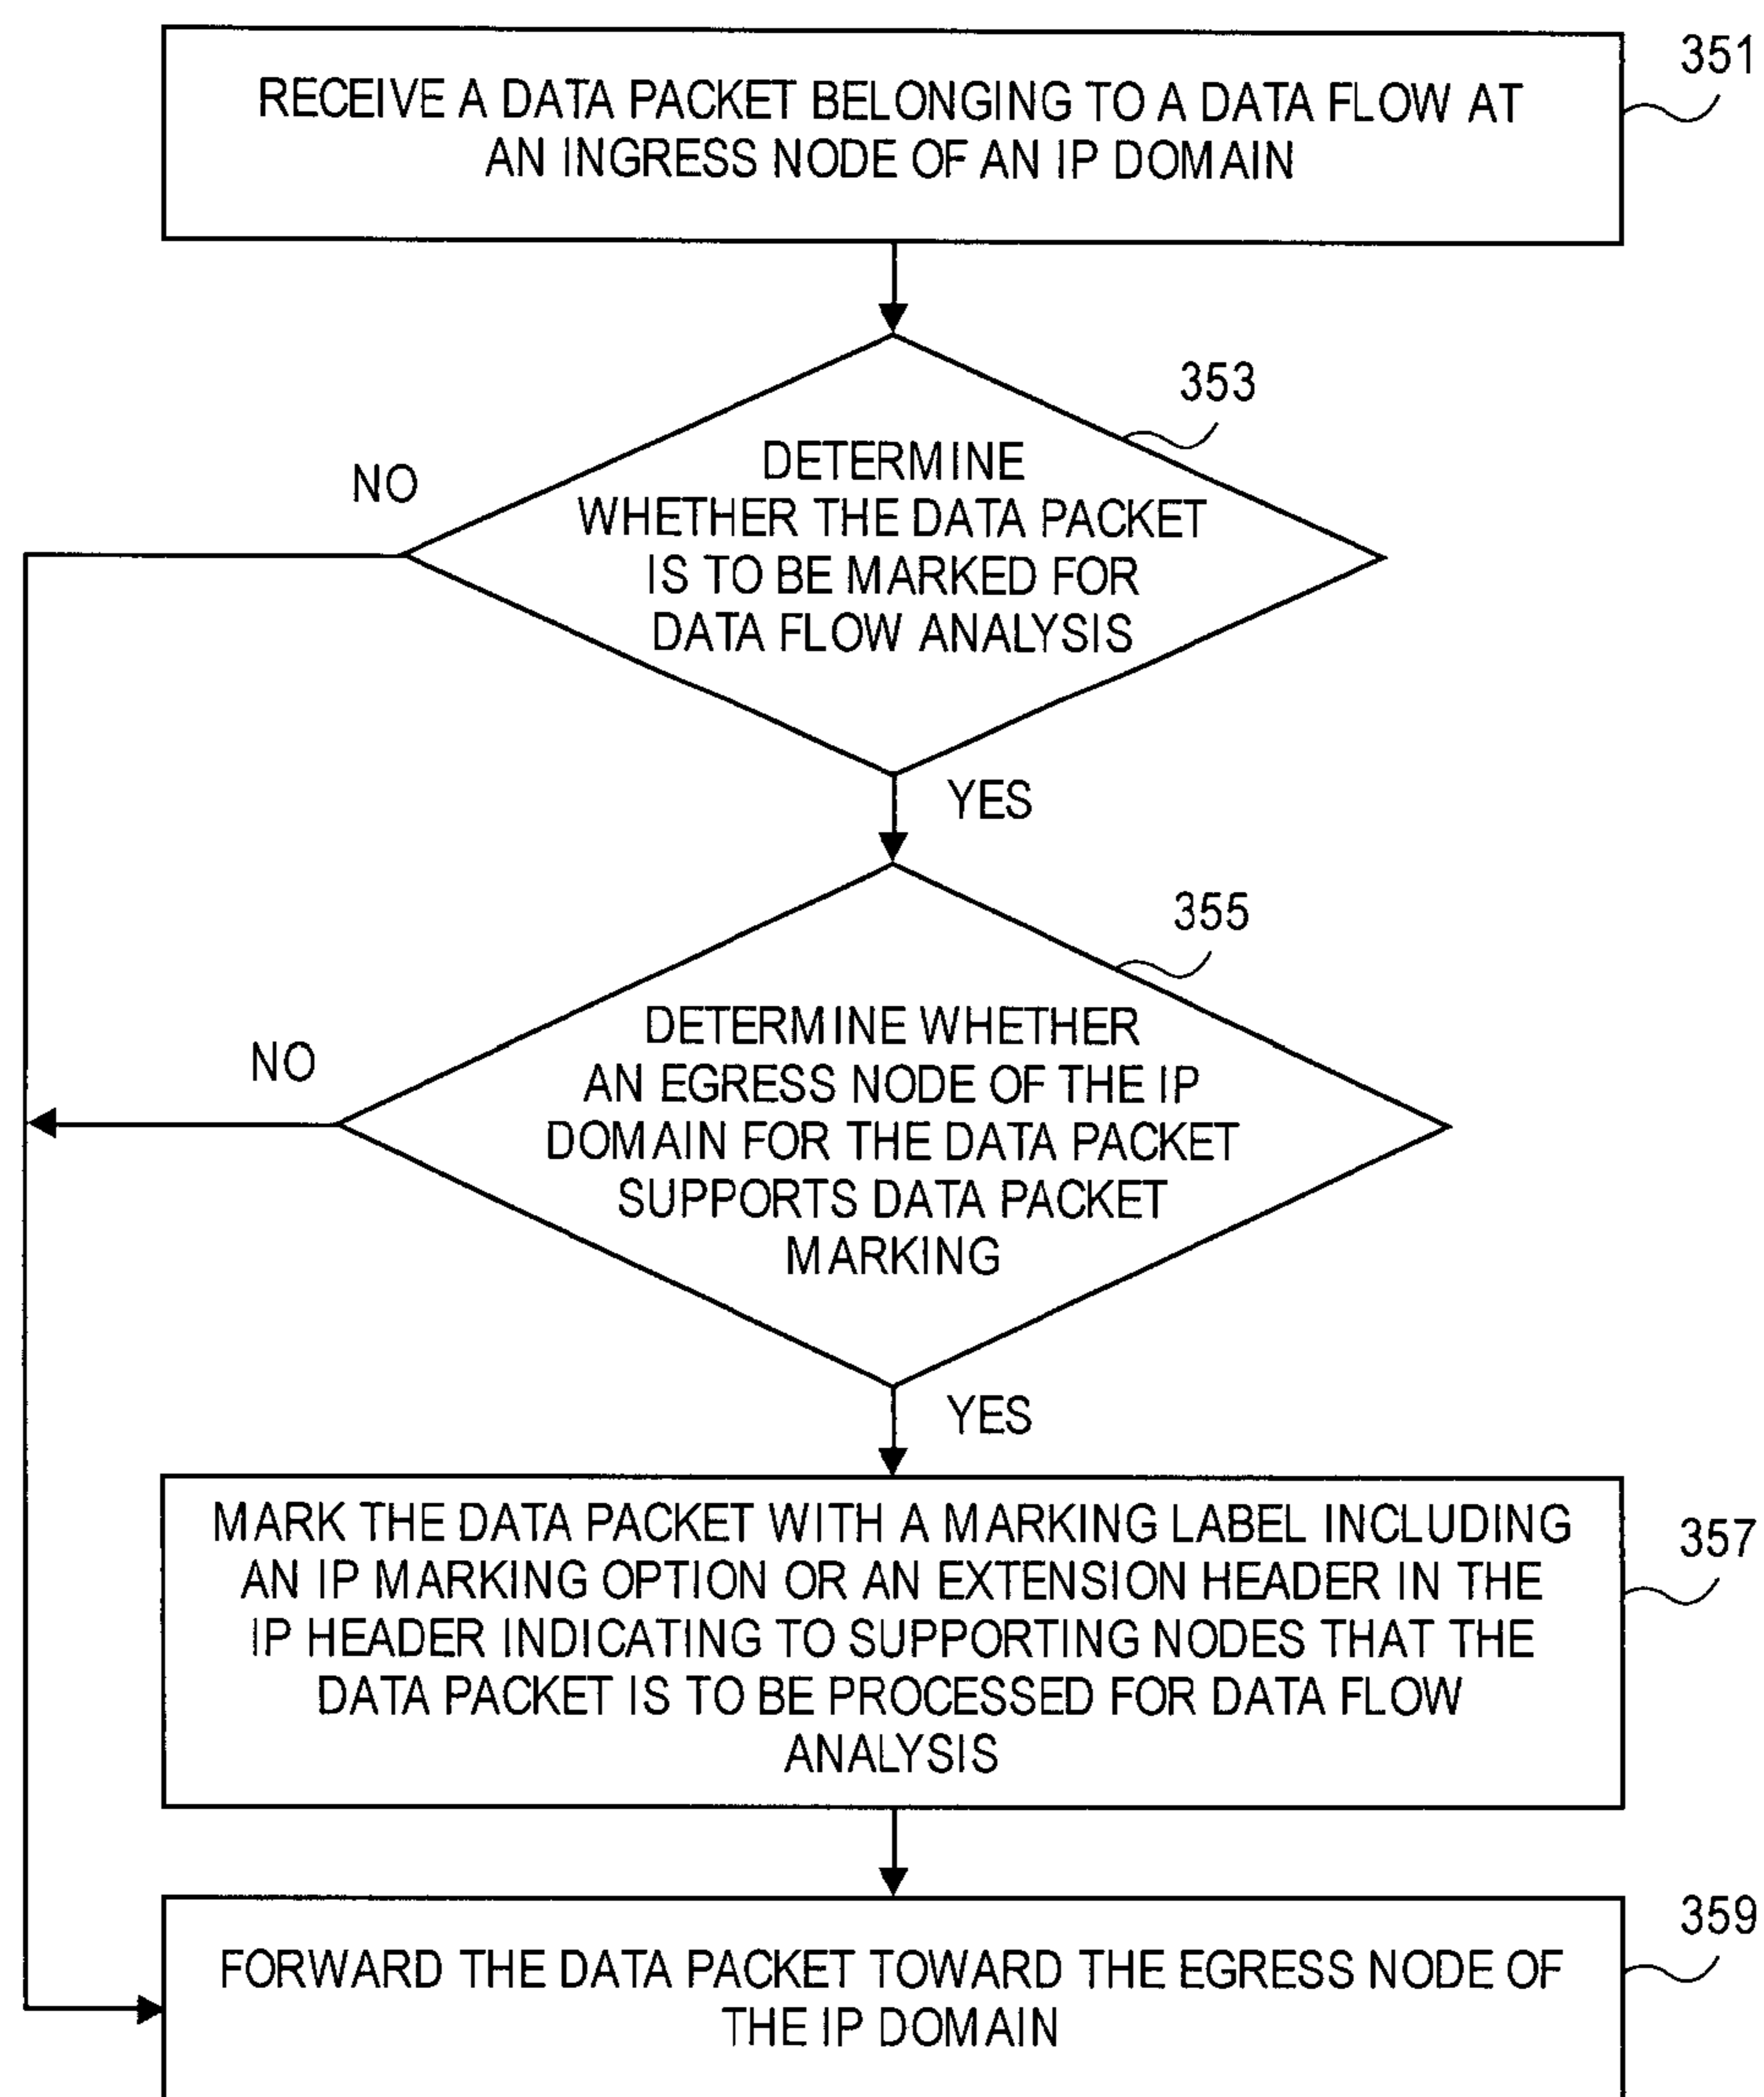 351
RECEIVE A DATA PACKET BELONGING TO A DATA FLOW AT
AN INGRESS NODE OF AN IP DOMAIN
353
NO
DETERMINE
WHETHER THE DATA PACKET
IS TO BE MARKED FOR
DATA FLOW ANALYSIS
YES
355
NO
DETERMINE WHETHER
AN EGRESS NODE OF THE IP
DOMAIN FOR THE DATA PACKET
SUPPORTS DATA PACKET
MARKING
YES
MARK THE DATA PACKET WITH A MARKING LABEL INCLUDING
357
AN IP MARKING OPTION OR AN EXTENSION HEADER IN THE
IP HEADER INDICATING TO SUPPORTING NODES THAT THE
DATA PACKET IS TO BE PROCESSED FOR DATA FLOW
ANALYSIS
359
FORWARD THE DATA PACKET TOWARD THE EGRESS NODE OF
THE IP DOMAIN